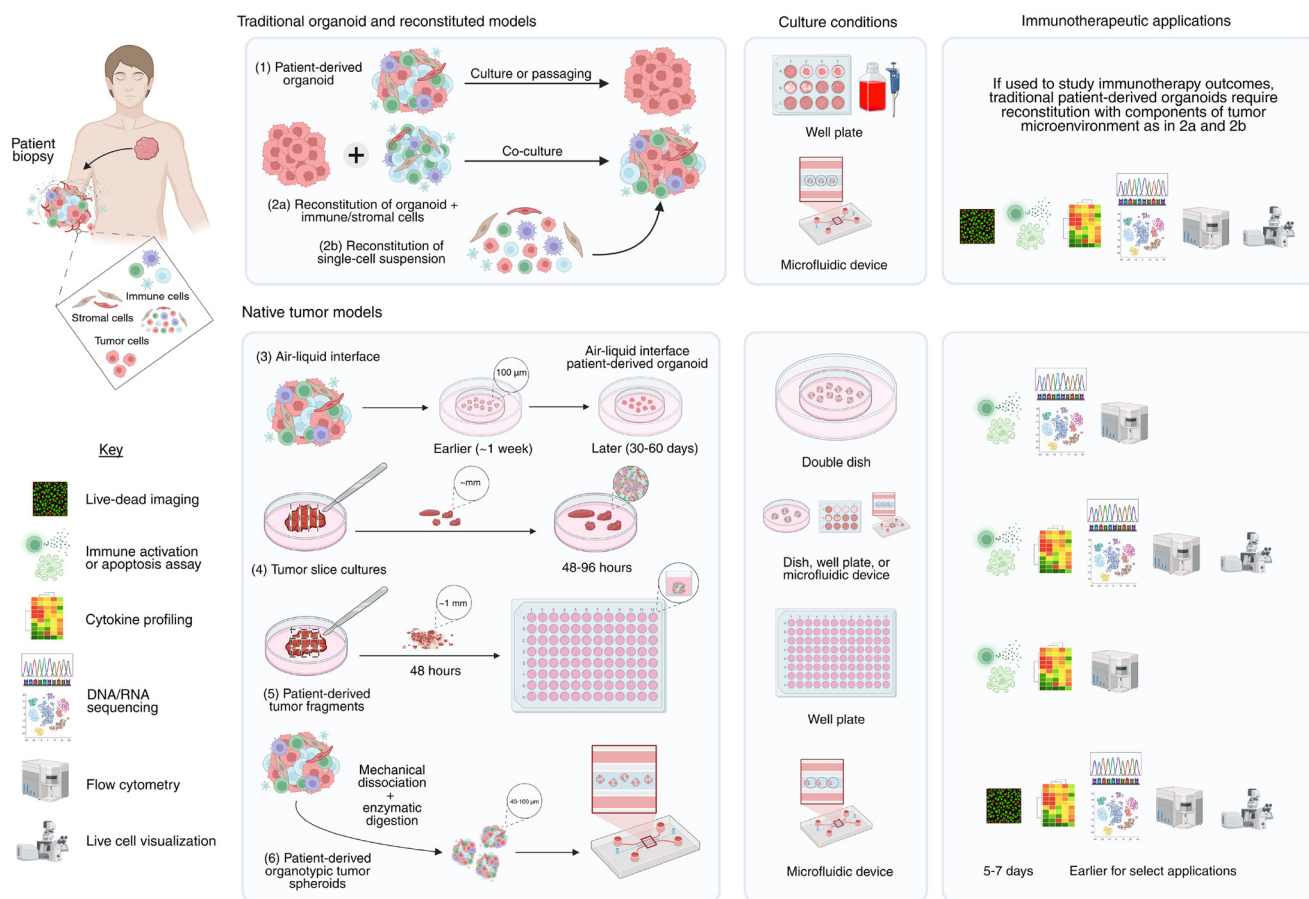 Traditional organoid and reconstituted models
Culture conditions
Immunotherapeutic applications
Patient
biopsy
Immune cells
Stromal cells
Tumor cells
(1) Patient-derived
organoid
Culture or passaging
+
Co-culture
(2a) Reconstitution of organoid +
immune/stromal cells
(2b) Reconstitution of
single-cell suspension
Well plate
Microfluidic device
If used to study immunotherapy outcomes,
traditional patient-derived organoids require
reconstitution with components of tumor
microenvironment as in 2a and 2b
Native tumor models
(3) Air-liquid interface
100 µm
Air-liquid interface
patient-derived organoid
Earlier (~1 week)
Later (30-60 days)
Double dish
~mm
(4) Tumor slice cultures
48-96 hours
Dish, well plate, or
microfluidic device
~1 mm
48 hours
(5) Patient-derived
tumor fragments
Well plate
Mechanical
dissociation
+
enzymatic
digestion
40-100 µm
(6) Patient-derived
organotypic tumor
spheroids
Microfluidic device
5-7 days
Earlier for select applications
Key
Live-dead imaging
Immune activation
or apoptosis assay
Cytokine profiling
DNA/RNA
sequencing
Flow cytometry
Live cell visualization